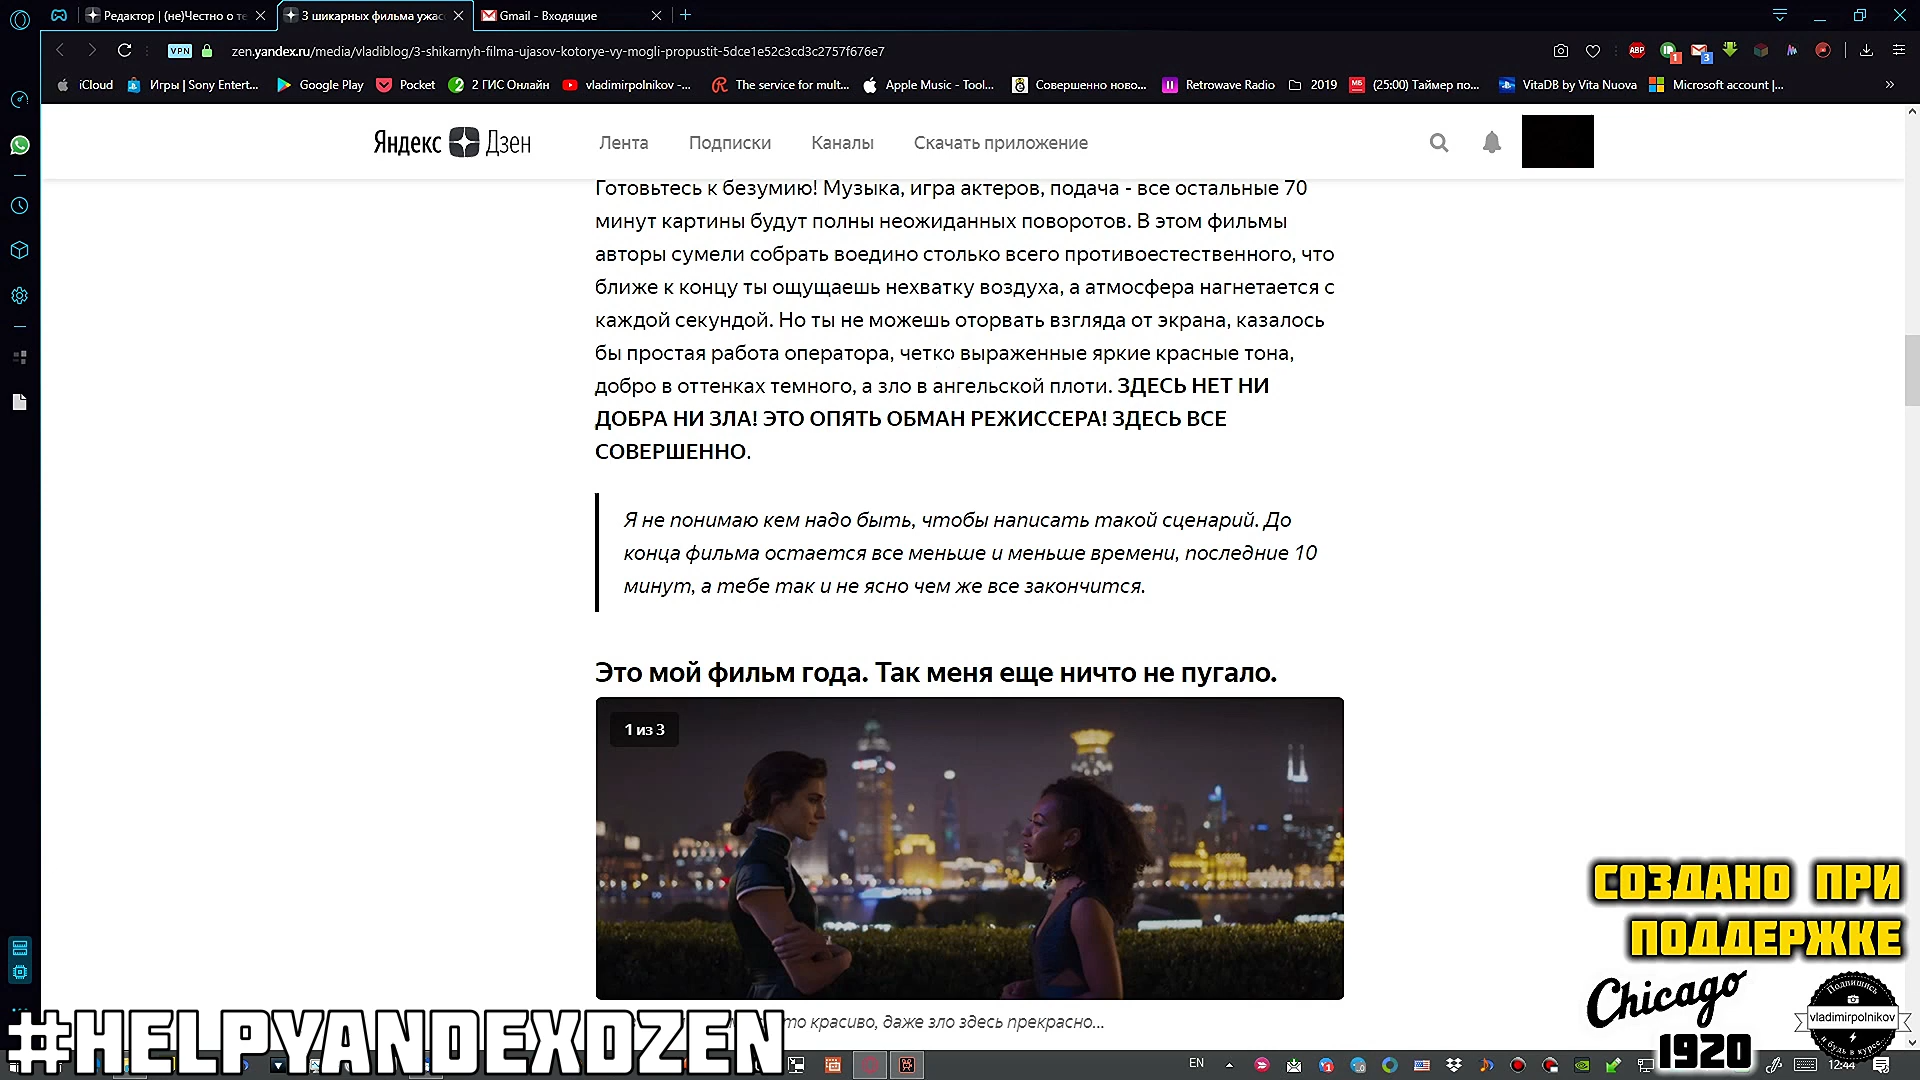 Редактор | (не)Честно о те
3 шикарных фильма ужас
Gmail - Входящие
VPN
zen.yandex.ru/media/vladiblog/3-shikarnyh-filma-ujasov-kotorye-vy-mogli-propustit-5dce1e52c3cd3c2757f676e7
ABP
1
3
iCloud
Игры | Sony Entert...
Google Play
Pocket
2 ГИС Онлайн
vladimirpolnikov -...
The service for mult...
Apple Music - Tool...
Совершенно ново...
Retrowave Radio
2019
(25:00) Таймер по...
VitaDB by Vita Nuova
Microsoft account |...
Яндекс Дзен
Лента
Подписки
Каналы
Скачать приложение
Готовьтесь к безумию! Музыка, игра актеров, подача - все остальные 70
минут картины будут полны неожиданных поворотов. В этом фильмы
авторы сумели собрать воедино столько всего противоестественного, что
ближе к концу ты ощущаешь нехватку воздуха, а атмосфера нагнетается с
каждой секундой. Но ты не можешь оторвать взгляда от экрана, казалось
бы простая работа оператора, четко выраженные яркие красные тона,
добро в оттенках темного, а зло в ангельской плоти. ЗДЕСЬ НЕТ НИ
ДОБРА НИ ЗЛА! ЭТО ОПЯТЬ ОБМАН РЕЖИССЕРА! ЗДЕСЬ ВСЕ
СОВЕРШЕННО.
Я не понимаю кем надо быть, чтобы написать такой сценарий. До
конца фильма остается все меньше и меньше времени, последние 10
минут, а тебе так и не ясно чем же все закончится.
Это мой фильм года. Так меня еще ничто не пугало.
1 из 3
красиво, даже зло здесь прекрасно...
СОЗДАНО ПРИ
ПОДДЕРЖКЕ
Chicago
1920
Подпишись
vladimirpolnikov
и будь в курсе...
#HELPYANDEXDZEN
EN
12:44